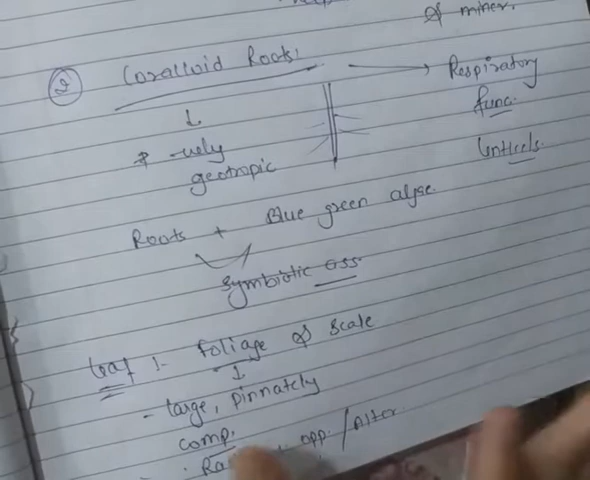 of miner.
② Coralloid Roots! → Respiratory
func.
lenticels.
↓
* -vely
geotropic
Roots + Blue green algae
symbiotic ass
leaf :- foliage & scale
↓
- large, pinnately
comp.
opp. / Alter